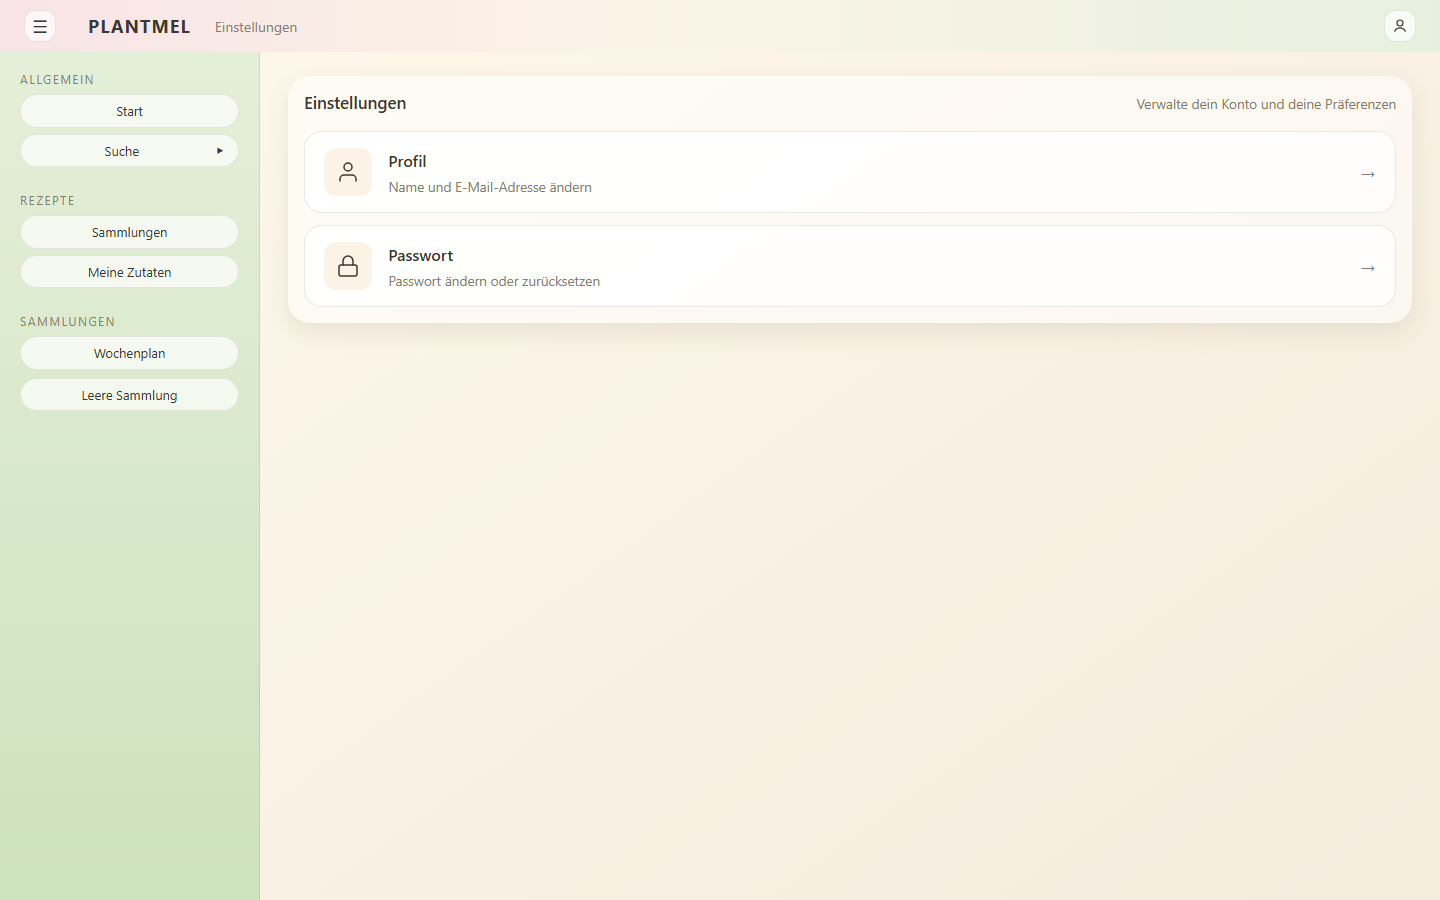 PLANTMEL Einstellungen
ALLGEMEIN
Start
Suche
REZEPTE
Sammlungen
Meine Zutaten
SAMMLUNGEN
Wochenplan
Leere Sammlung
Einstellungen
Verwalte dein Konto und deine Präferenzen
Profil
Name und E-Mail-Adresse ändern
→
Passwort
Passwort ändern oder zurücksetzen
→